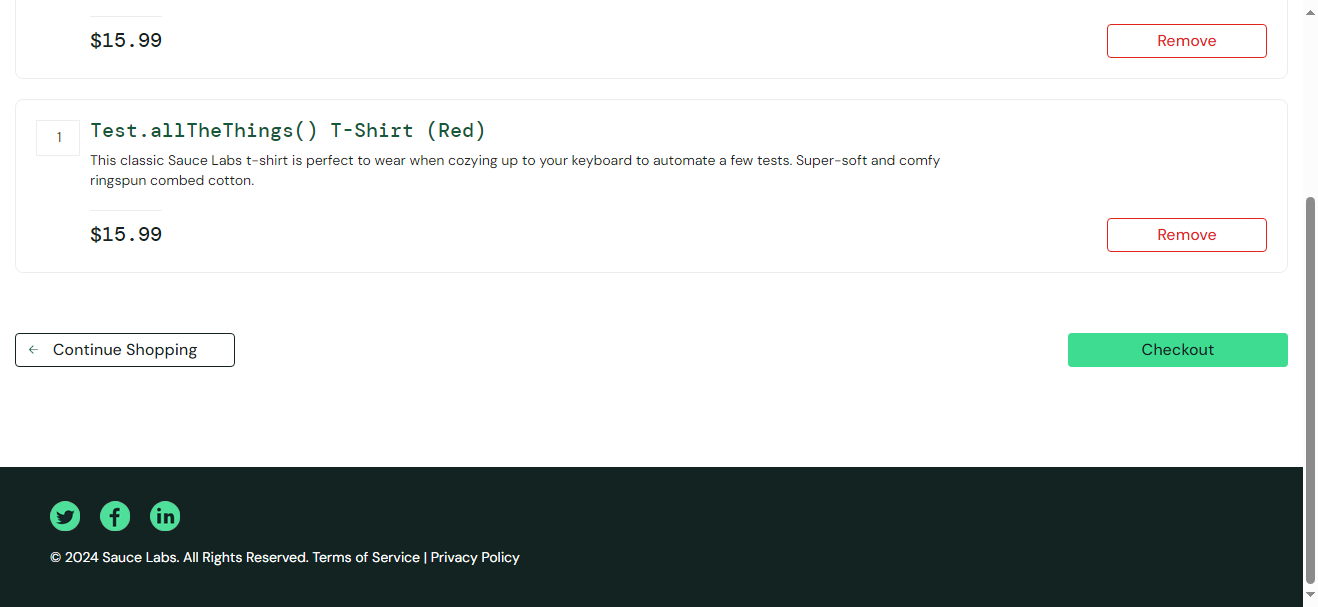 $15.99
Remove
1
Test.allTheThings() T-Shirt (Red)
This classic Sauce Labs t-shirt is perfect to wear when cozying up to your keyboard to automate a few tests. Super-soft and comfy
ringspun combed cotton.
$15.99
Remove
Continue Shopping
Checkout
© 2024 Sauce Labs. All Rights Reserved. Terms of Service | Privacy Policy